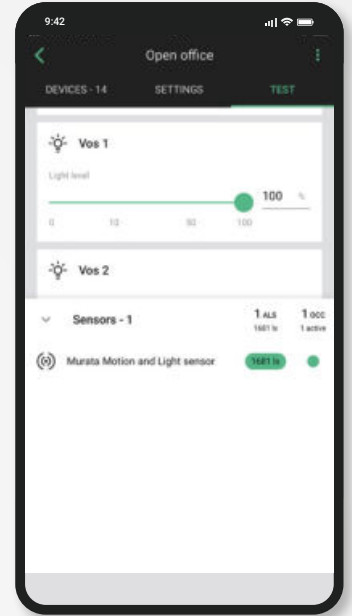 9:42
Open office
DEVICES - 14 SETTINGS TEST
Vos 1
Light level
100 %
0 10 50 100
Vos 2
Sensors - 1 1 ALS 1 OCC
1681 lx 1 active
Murata Motion and Light sensor 1681 lx